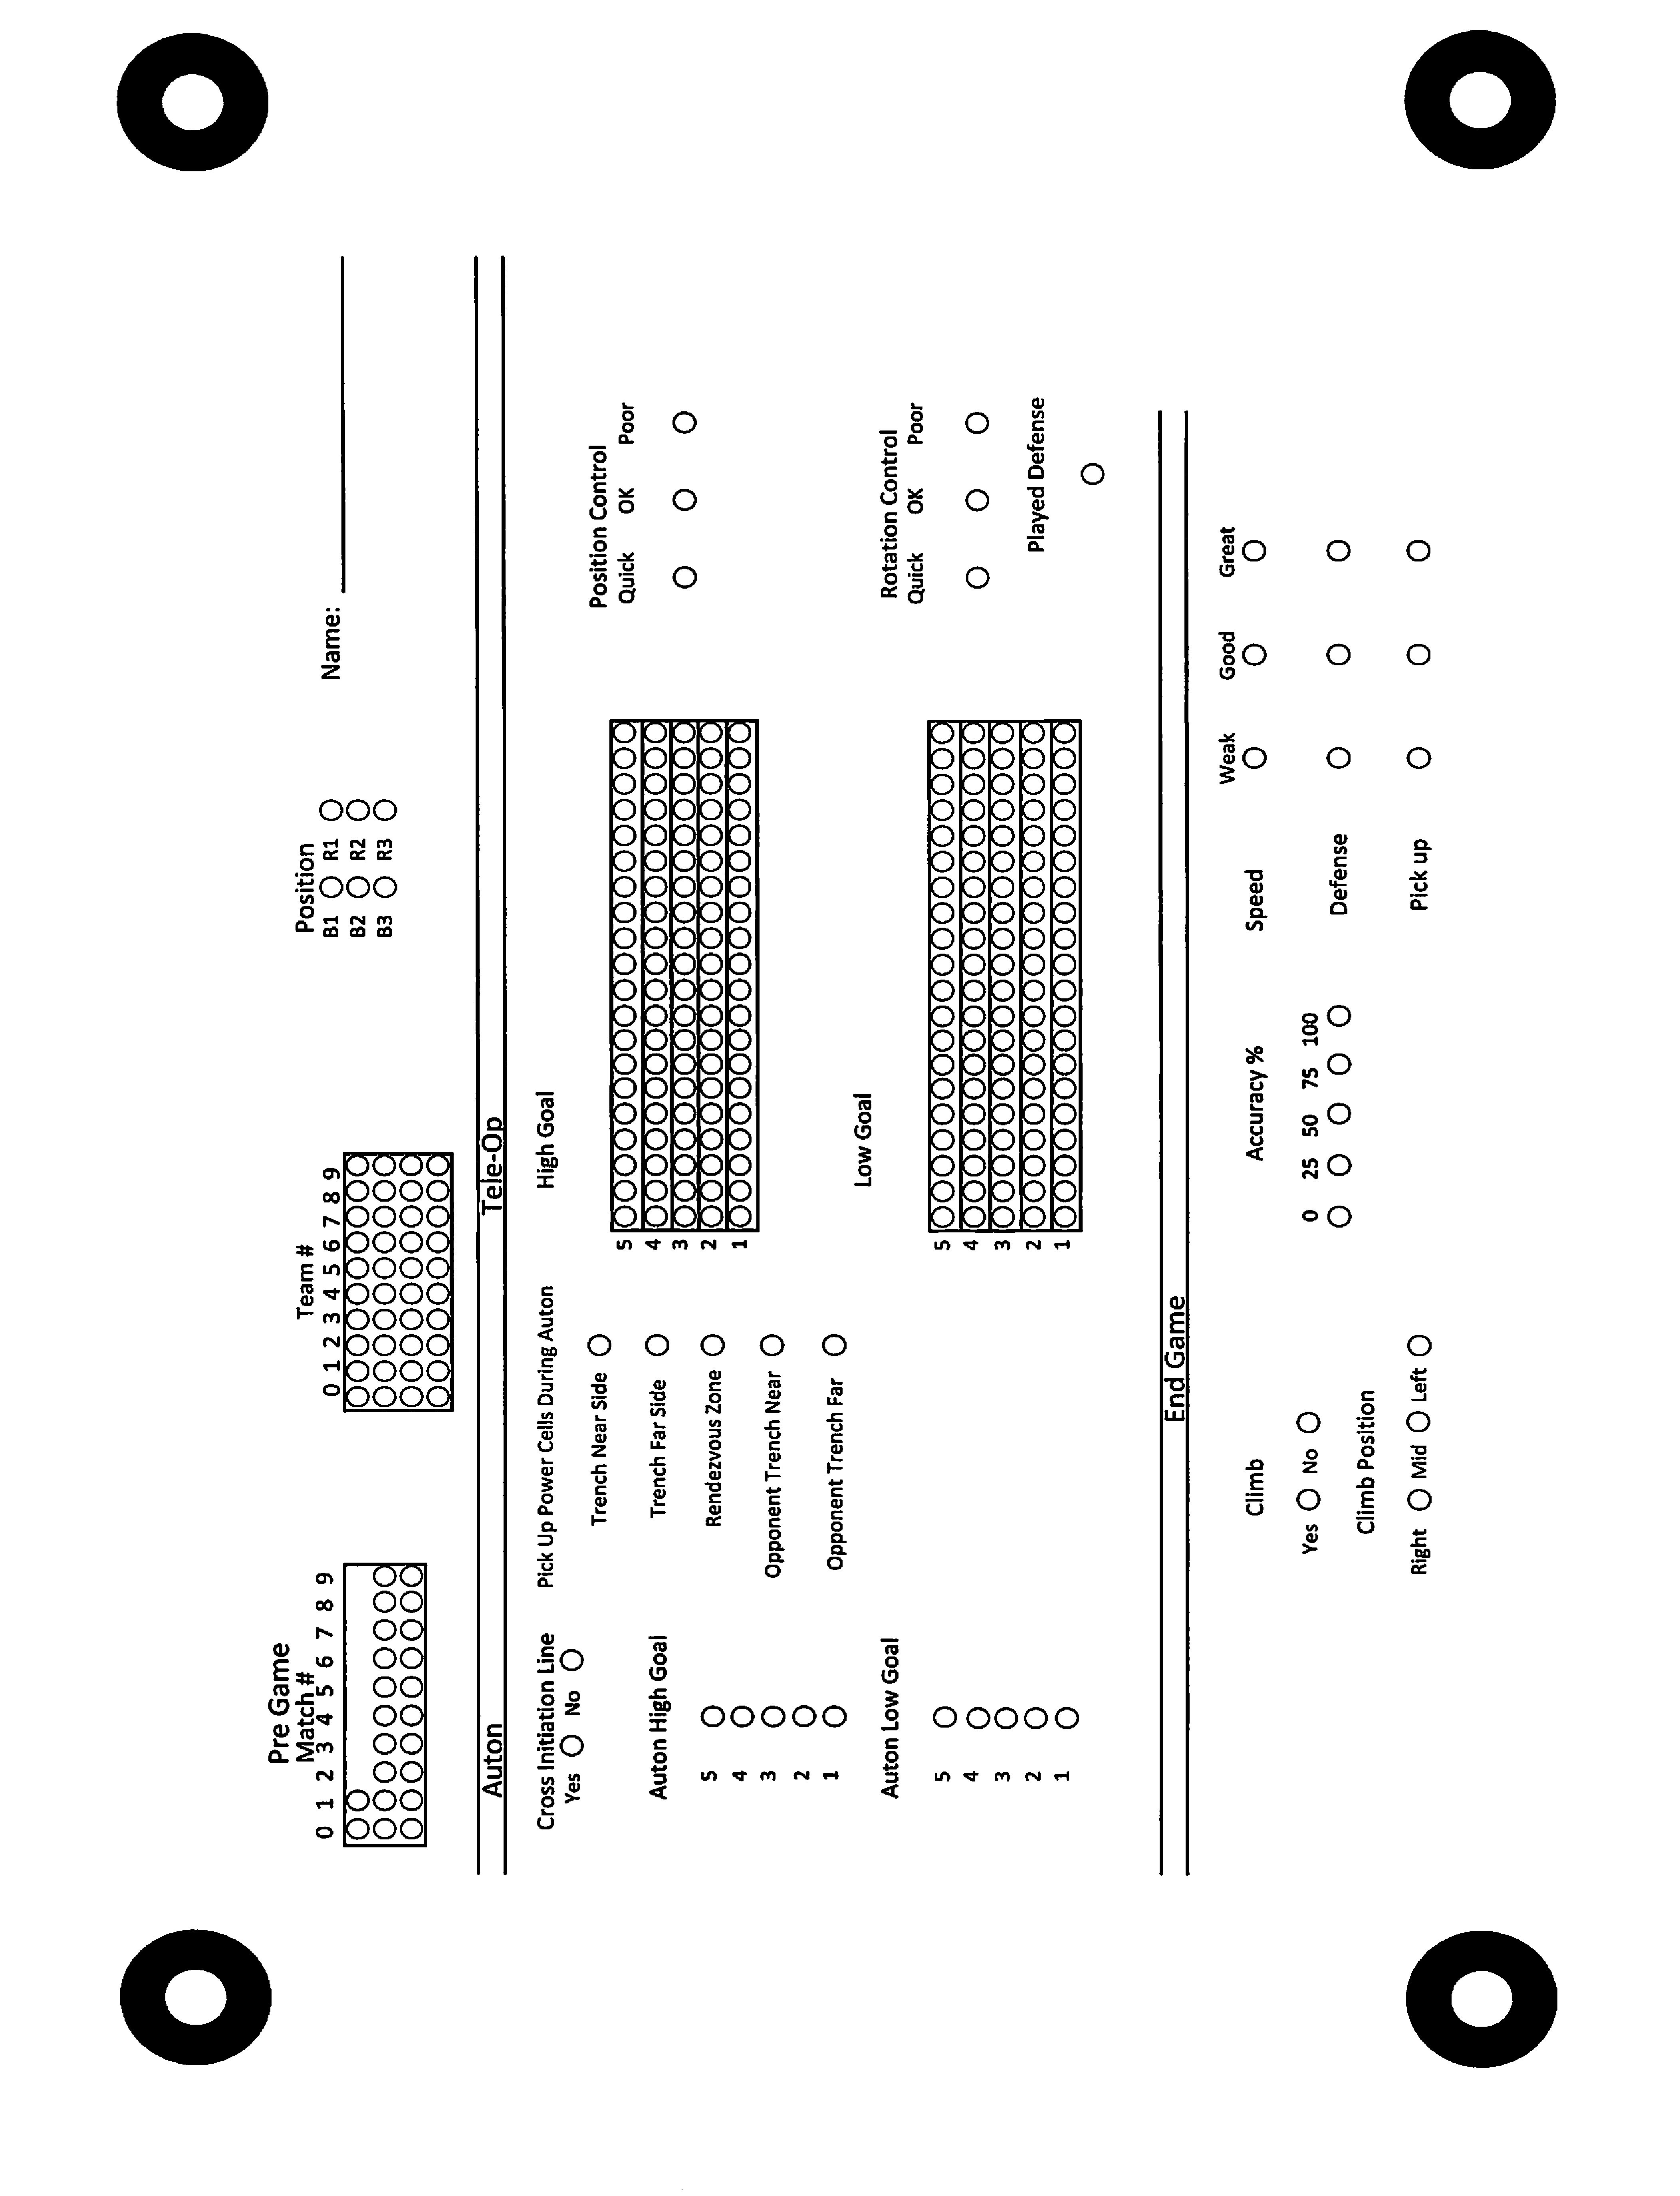 Pre Game
Match #
0 1 2 3 4 5 6 7 8 9
Team #
0 1 2 3 4 5 6 7 8 9
Position
B1 R1
B2 R2
B3 R3
Name:
Auton
Tele-Op
Cross Initiation Line
Yes No
Auton High Goal
5
4
3
2
1
Auton Low Goal
5
4
3
2
1
Pick Up Power Cells During Auton
Trench Near Side
Trench Far Side
Rendezvous Zone
Opponent Trench Near
Opponent Trench Far
High Goal
5
4
3
2
1
Low Goal
5
4
3
2
1
Position Control
Quick OK Poor
Rotation Control
Quick OK Poor
Played Defense
End Game
Climb
Yes No
Climb Position
Right Mid Left
Accuracy %
0 25 50 75 100
Weak Good Great
Speed
Defense
Pick up